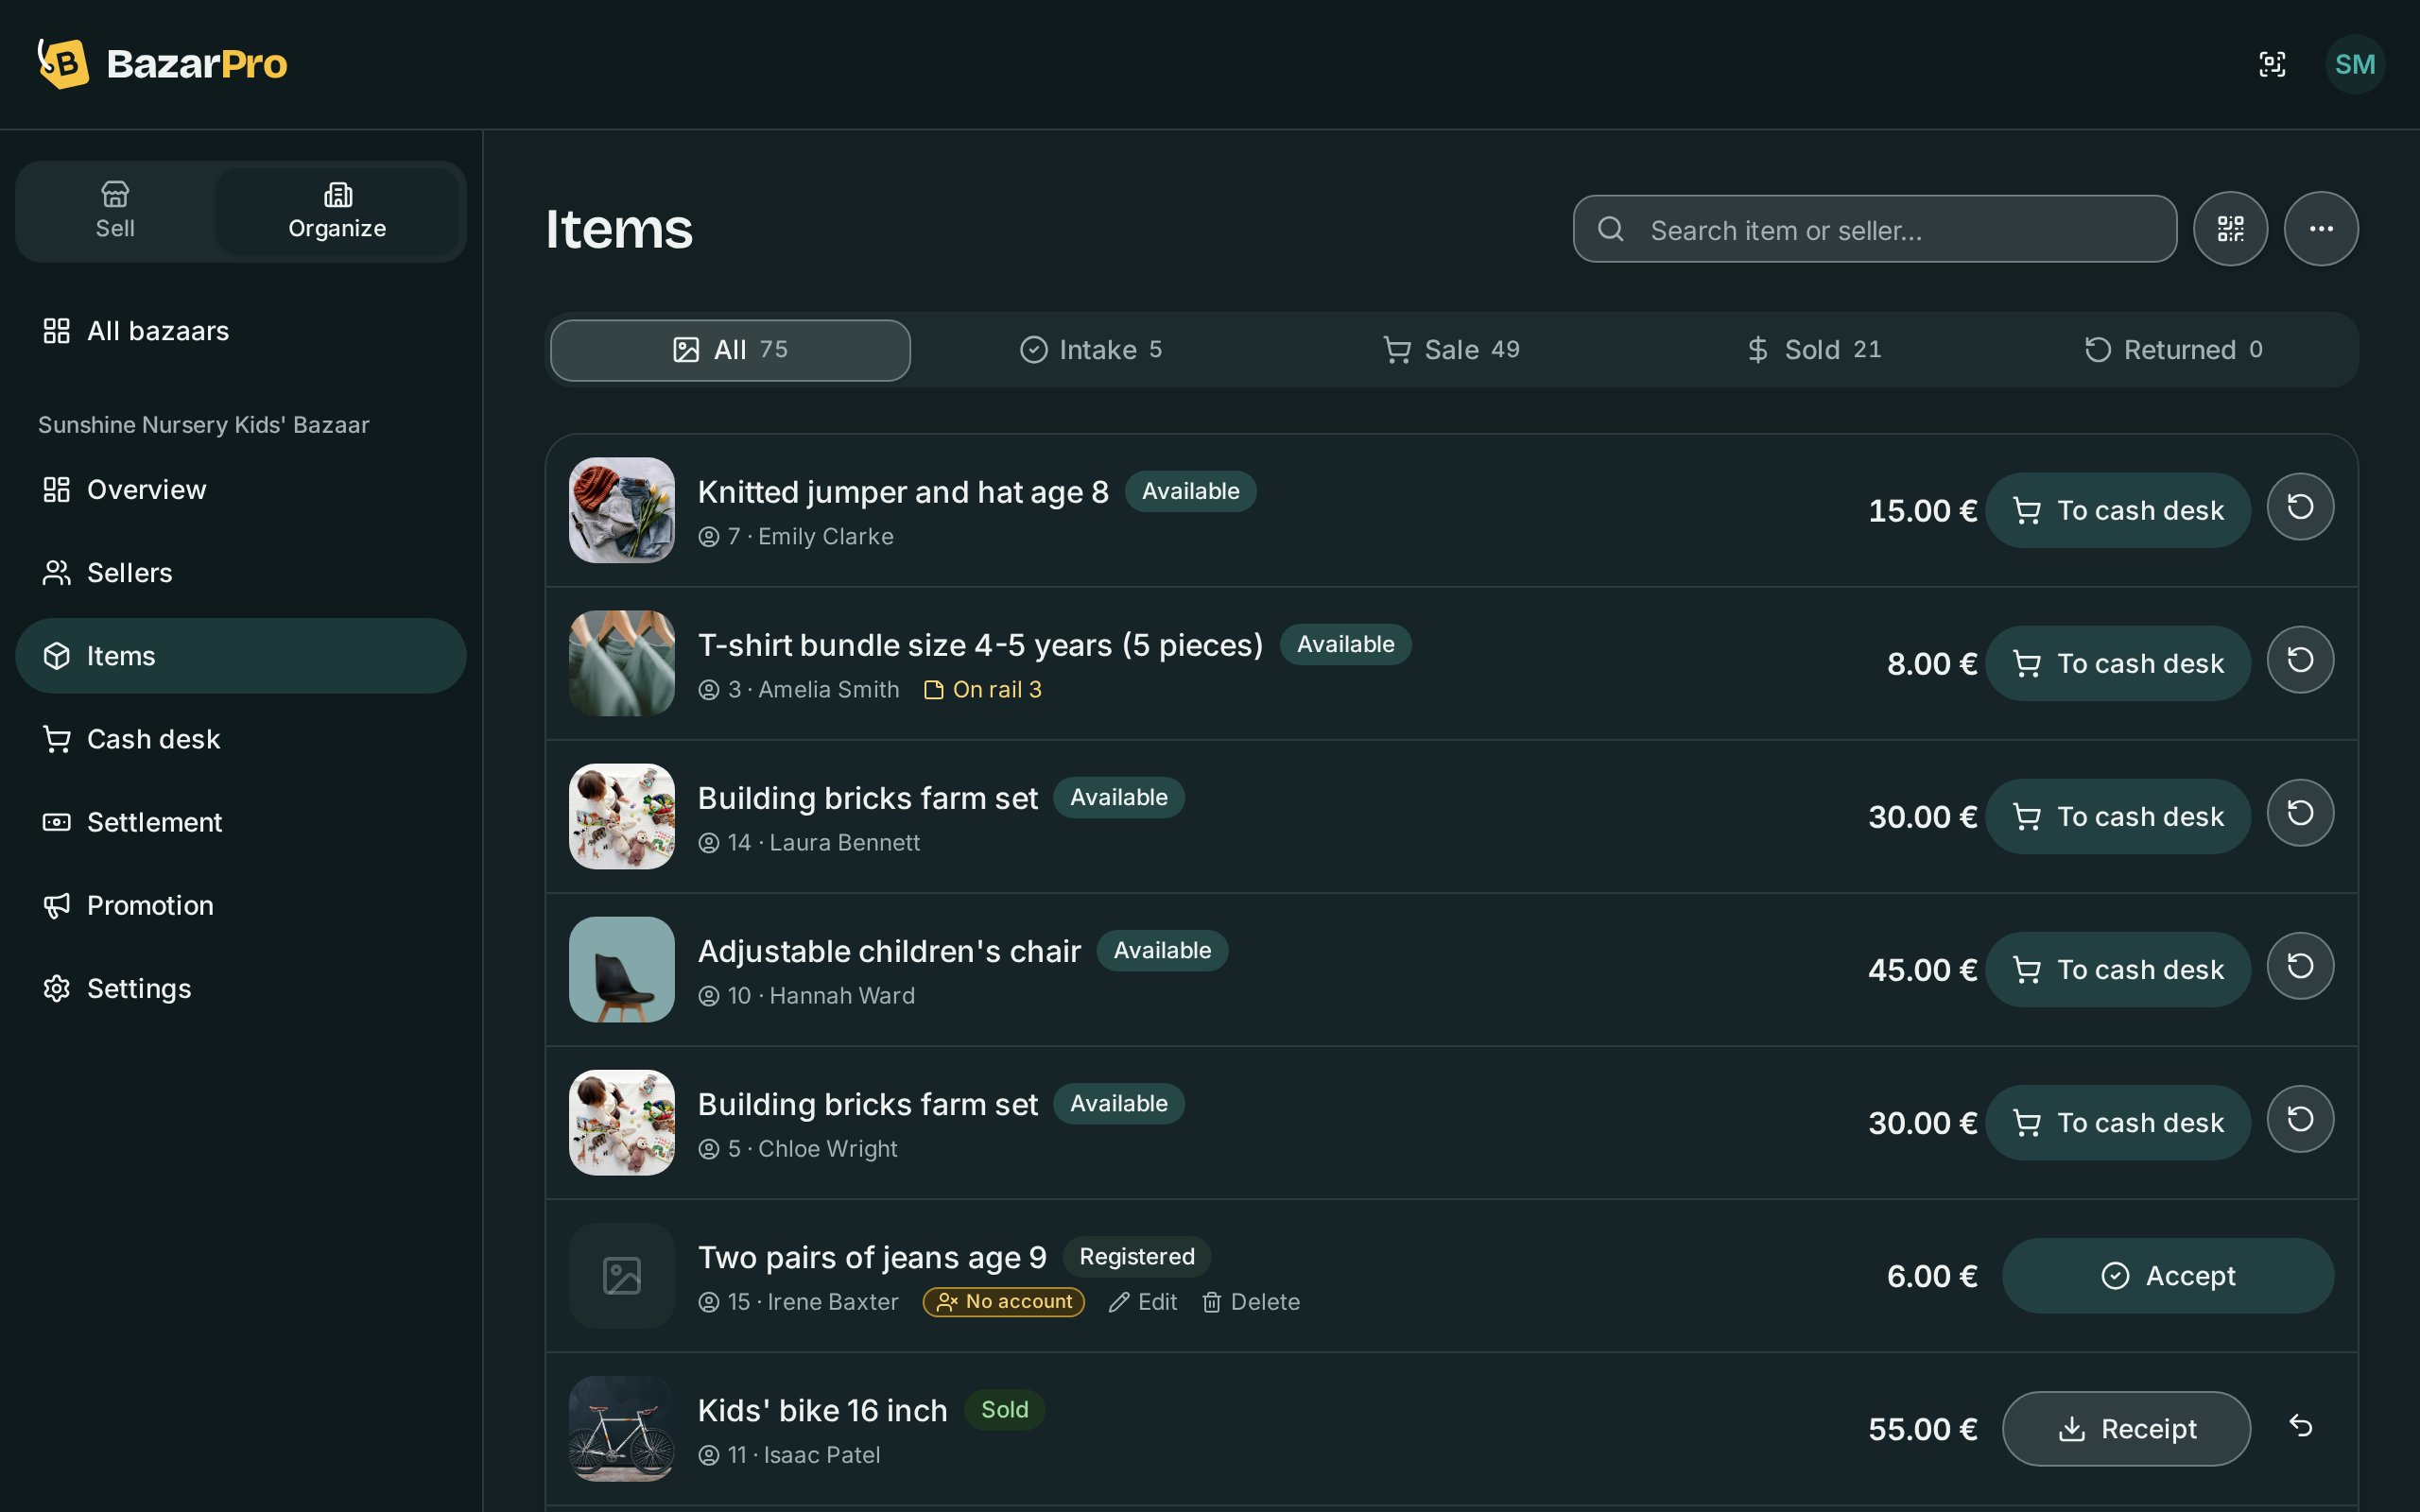 BazarPro
SM
Sell
Organize
All bazaars
Sunshine Nursery Kids' Bazaar
Overview
Sellers
Items
Cash desk
Settlement
Promotion
Settings
Items
Search item or seller...
All 75
Intake 5
Sale 49
Sold 21
Returned 0
Knitted jumper and hat age 8 Available
7 · Emily Clarke
15.00 € To cash desk
T-shirt bundle size 4-5 years (5 pieces) Available
3 · Amelia Smith On rail 3
8.00 € To cash desk
Building bricks farm set Available
14 · Laura Bennett
30.00 € To cash desk
Adjustable children's chair Available
10 · Hannah Ward
45.00 € To cash desk
Building bricks farm set Available
5 · Chloe Wright
30.00 € To cash desk
Two pairs of jeans age 9 Registered
15 · Irene Baxter No account Edit Delete
6.00 € Accept
Kids' bike 16 inch Sold
11 · Isaac Patel
55.00 € Receipt